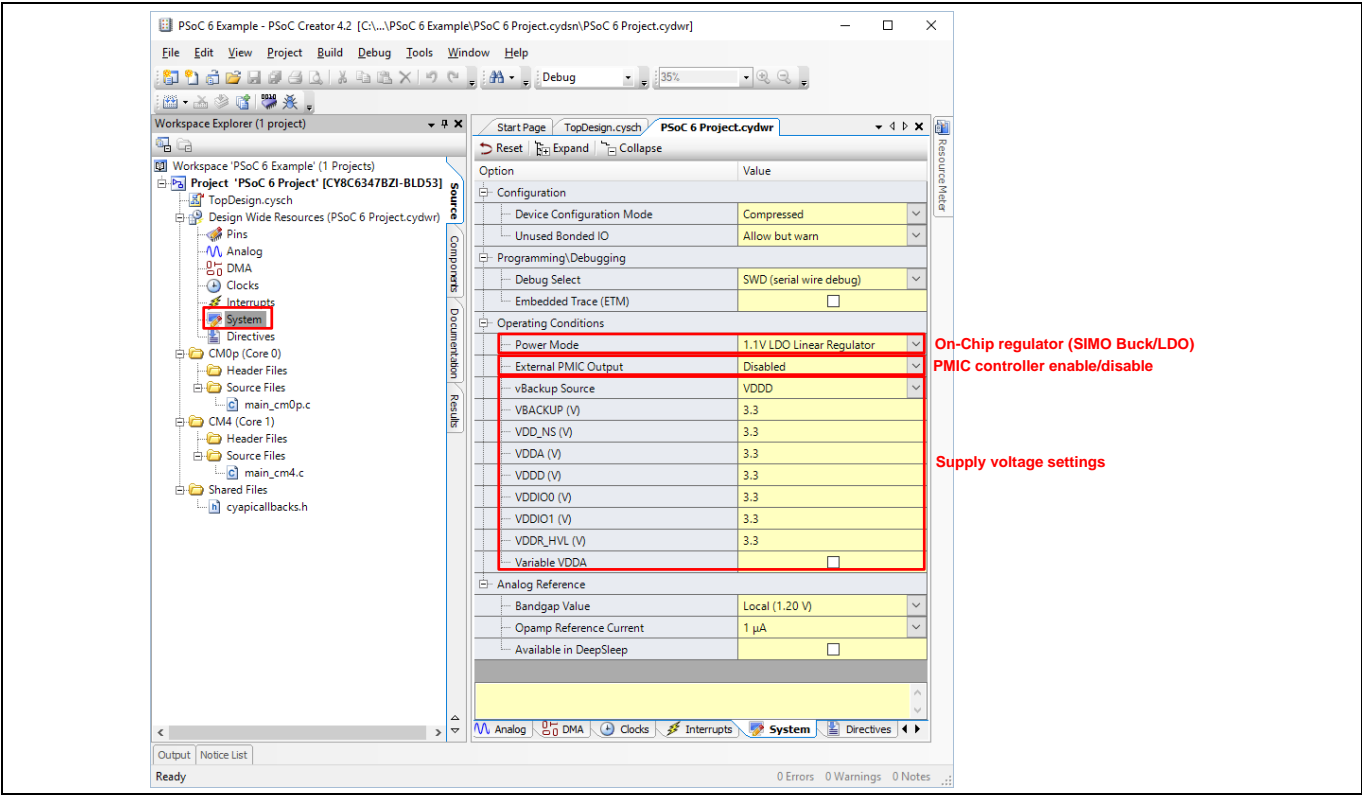 PSoC 6 Example - PSoC Creator 4.2 [C:\...\PSoC 6 Example\PSoC 6 Project.cydsn\PSoC 6 Project.cydwr]
File Edit View Project Build Debug Tools Window Help
Debug 35%
Workspace Explorer (1 project)
Workspace 'PSoC 6 Example' (1 Projects)
Project 'PSoC 6 Project' [CY8C6347BZI-BLD53]
TopDesign.cysch
Design Wide Resources (PSoC 6 Project.cydwr)
Pins
Analog
DMA
Clocks
Interrupts
System
Directives
CM0p (Core 0)
Header Files
Source Files
main_cm0p.c
CM4 (Core 1)
Header Files
Source Files
main_cm4.c
Shared Files
cyapicallbacks.h
Source
Components
Documentation
Results
Start Page TopDesign.cysch PSoC 6 Project.cydwr
Reset Expand Collapse
Option Value
Configuration
Device Configuration Mode Compressed
Unused Bonded IO Allow but warn
Programming\Debugging
Debug Select SWD (serial wire debug)
Embedded Trace (ETM)
Operating Conditions
Power Mode 1.1V LDO Linear Regulator
External PMIC Output Disabled
vBackup Source VDDD
VBACKUP (V) 3.3
VDD_NS (V) 3.3
VDDA (V) 3.3
VDDD (V) 3.3
VDDIO0 (V) 3.3
VDDIO1 (V) 3.3
VDDR_HVL (V) 3.3
Variable VDDA
Analog Reference
Bandgap Value Local (1.20 V)
Opamp Reference Current 1 µA
Available in DeepSleep
Analog DMA Clocks Interrupts System Directives
Resource Meter
On-Chip regulator (SIMO Buck/LDO)
PMIC controller enable/disable
Supply voltage settings
Output Notice List
Ready 0 Errors 0 Warnings 0 Notes